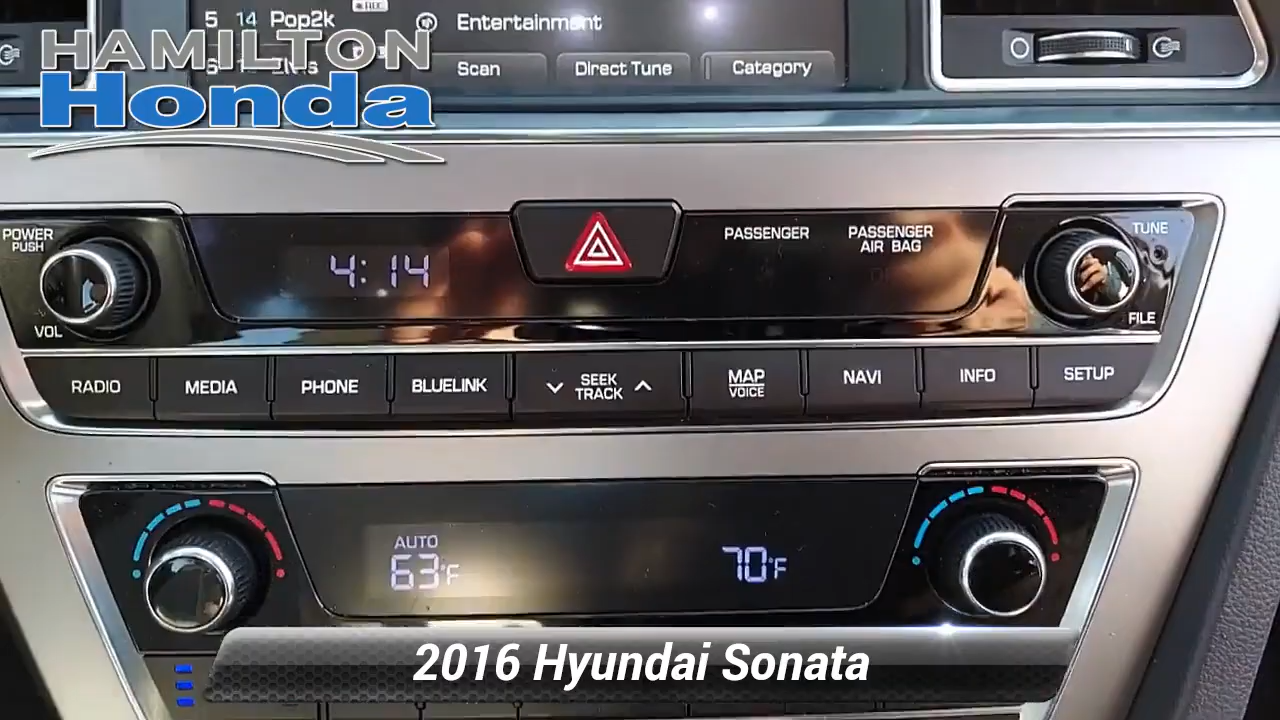 5 14 Pop2k
Entertainment
Scan
Direct Tune
Category
HAMILTON
Honda
POWER
PUSH
VOL
4:14
PASSENGER
PASSENGER
AIR BAG
TUNE
FILE
RADIO
MEDIA
PHONE
BLUELINK
SEEK
TRACK
MAP
VOICE
NAVI
INFO
SETUP
AUTO
63°F
70°F
2016 Hyundai Sonata